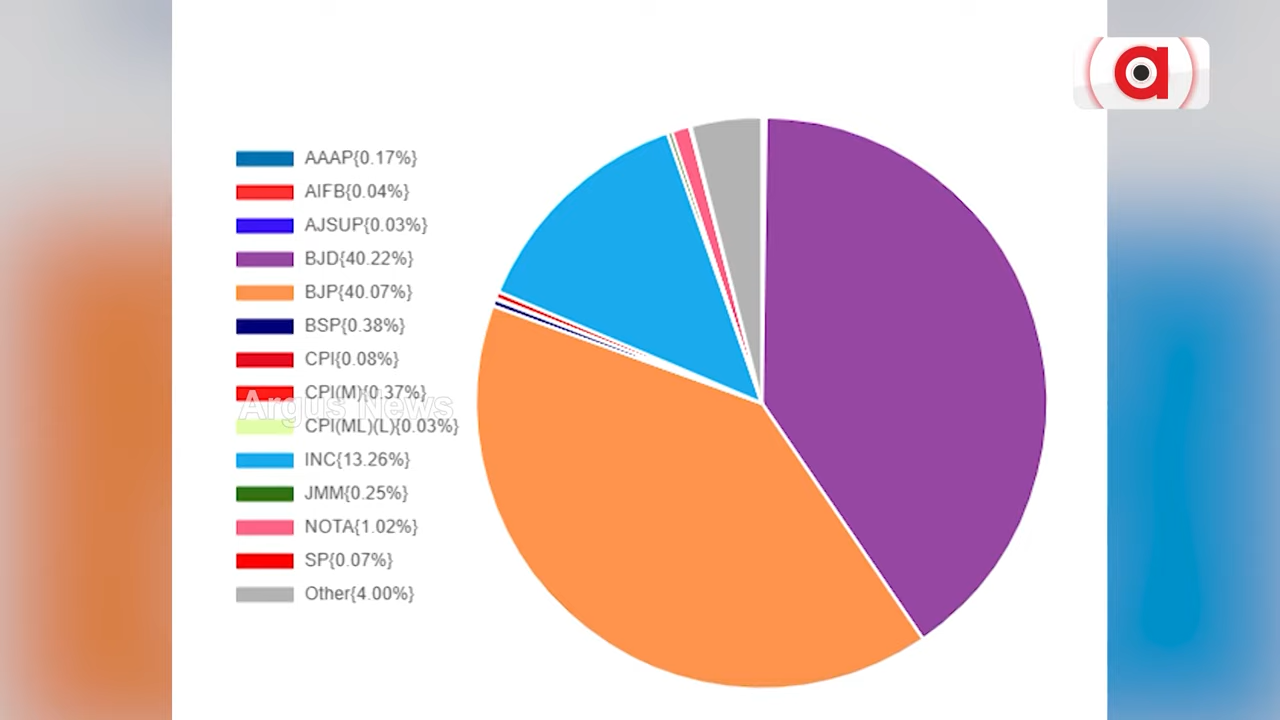 a
AAAP{0.17%}
AIFB{0.04%}
AJSUP{0.03%}
BJD{40.22%}
BJP{40.07%}
BSP{0.38%}
CPI{0.08%}
CPI(M){0.37%}
Argus News
CPI(ML)(L){0.03%}
INC{13.26%}
JMM{0.25%}
NOTA{1.02%}
SP{0.07%}
Other{4.00%}